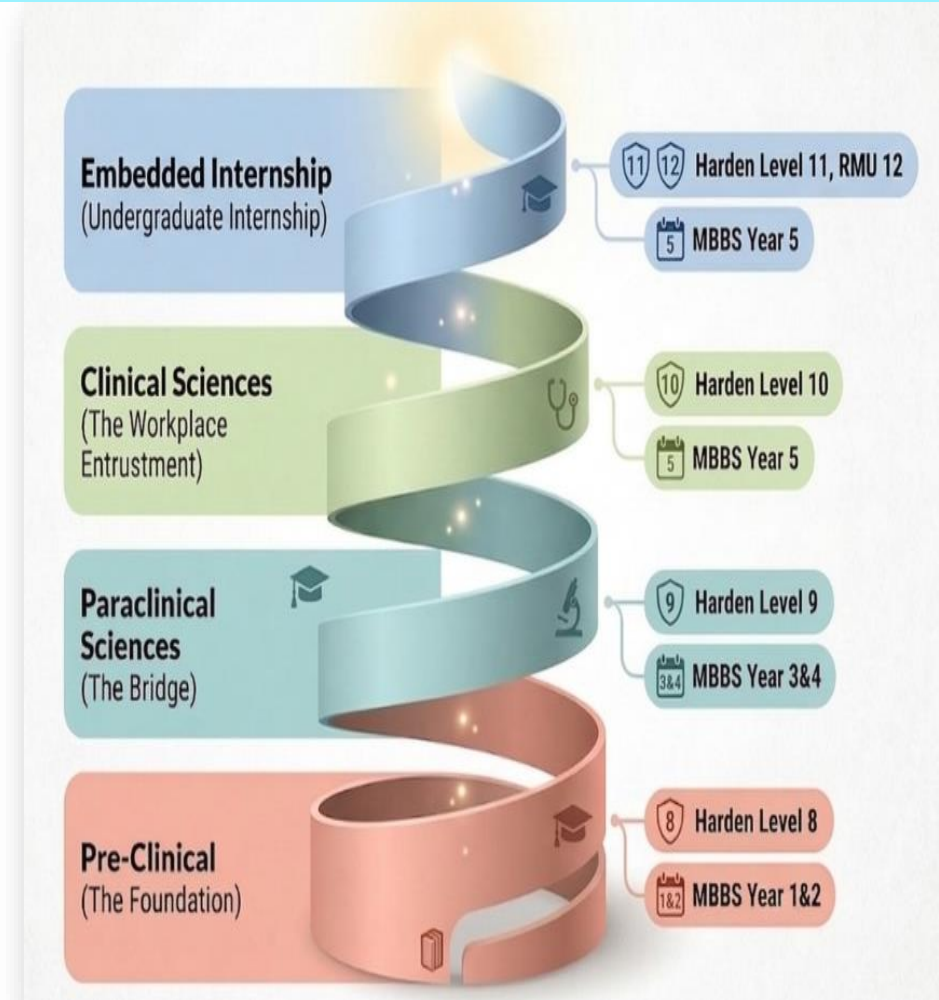 Embedded Internship
(Undergraduate Internship)
11 12 Harden Level 11, RMU 12
5 MBBS Year 5
Clinical Sciences
(The Workplace
Entrustment)
10 Harden Level 10
5 MBBS Year 5
Paraclinical
Sciences
(The Bridge)
9 Harden Level 9
3&4 MBBS Year 3&4
Pre-Clinical
(The Foundation)
8 Harden Level 8
1&2 MBBS Year 1&2